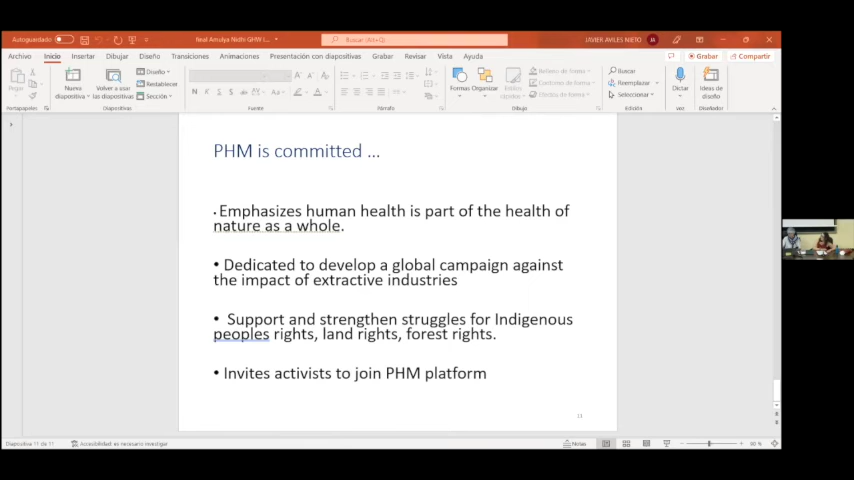 Autoguardado
Neal Amulya Nidhi GHW I...
Buscar (Alt+Q)
JAVIER AVILES NIETO
JA
Archivo Inicio Insertar Dibujar Diseño Transiciones Animaciones Presentación con diapositivas Grabar Revisar Vista Ayuda
Grabar Compartir
Pegar
Nueva diapositiva
Volver a usar las diapositivas
Diseño
Restablecer
Sección
Formas Organizar Estilos rápidos
Relleno de forma
Contorno de forma
Efectos de forma
Buscar
Reemplazar
Seleccionar
Dictar
Ideas de diseño
Portapapeles Diapositivas Fuente Párrafo Dibujo Edición Voz Diseñador
PHM is committed ...
• Emphasizes human health is part of the health of
nature as a whole.
• Dedicated to develop a global campaign against
the impact of extractive industries
• Support and strengthen struggles for Indigenous
peoples rights, land rights, forest rights.
• Invites activists to join PHM platform
11
Diapositiva 11 de 11 Accesibilidad: es necesario investigar Notas